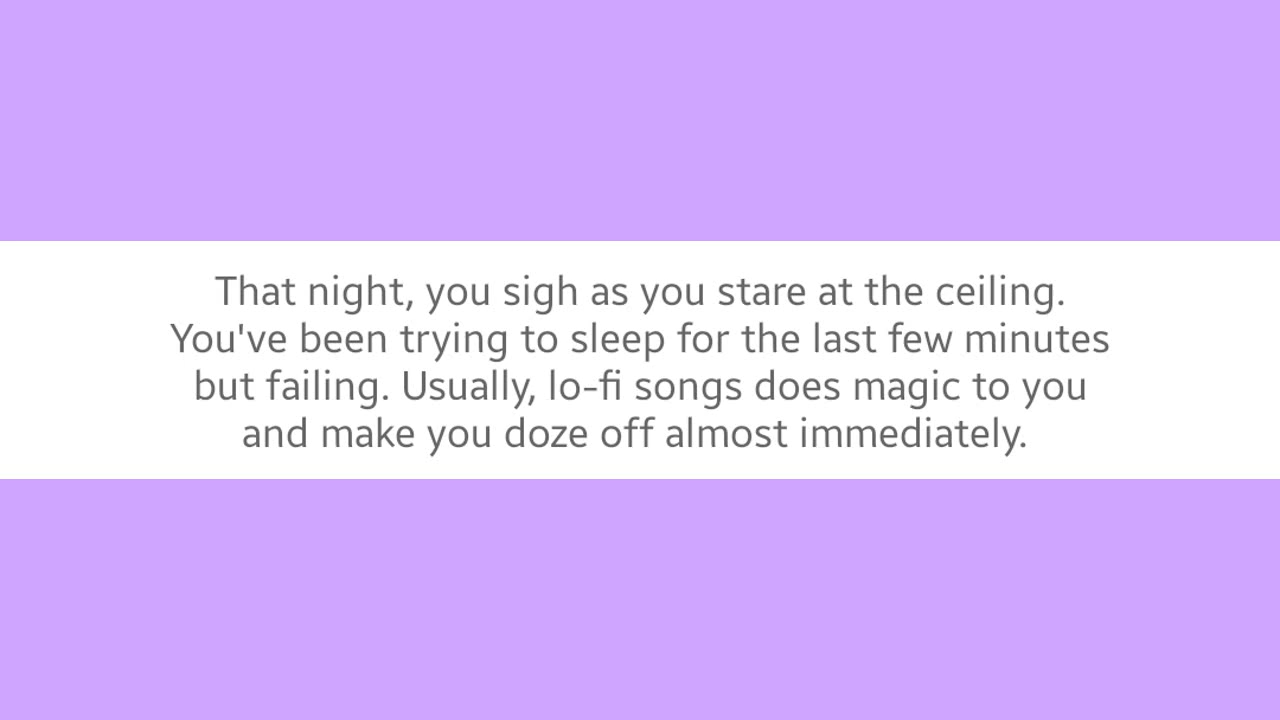 That night, you sigh as you stare at the ceiling.
You've been trying to sleep for the last few minutes
but failing. Usually, lo-fi songs does magic to you
and make you doze off almost immediately.